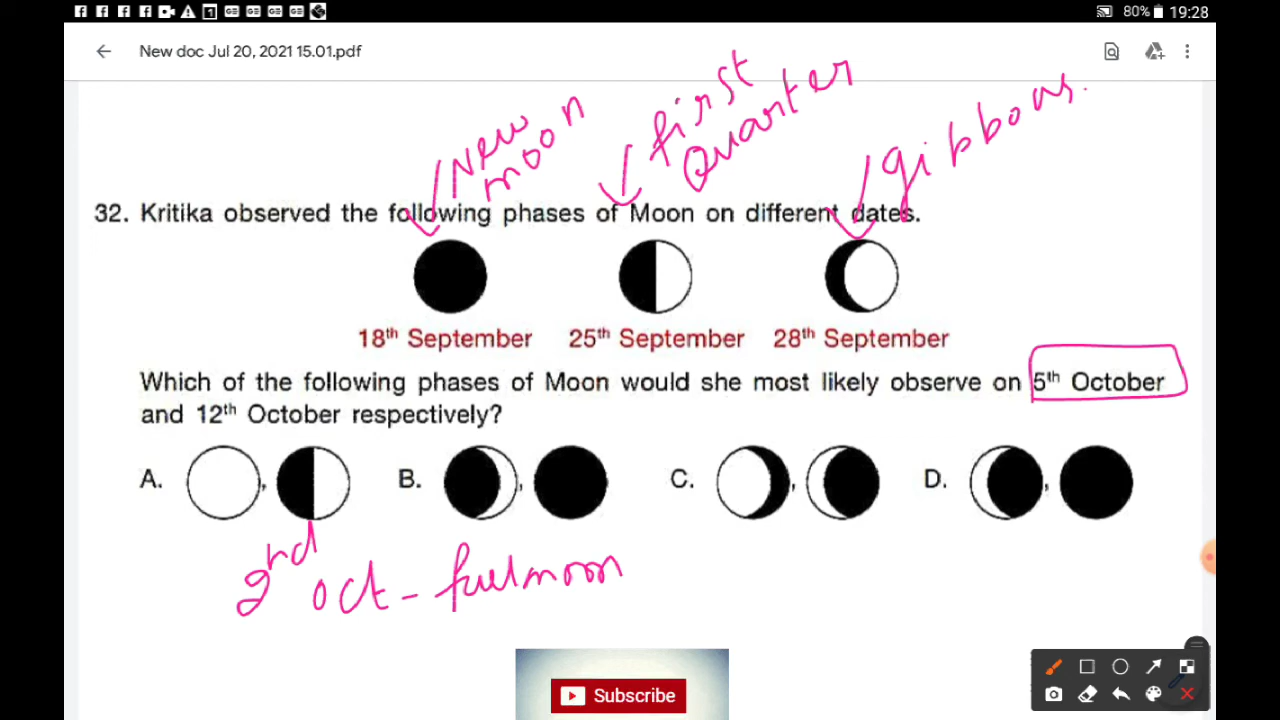 80% 19:28
New doc Jul 20, 2021 15.01.pdf
New moon
first quarter
gibbous.
32. Kritika observed the following phases of Moon on different dates.
18th September 25th September 28th September
Which of the following phases of Moon would she most likely observe on 5th October
and 12th October respectively?
A. , B. , C. , D. ,
2nd oct - fullmoon
Subscribe